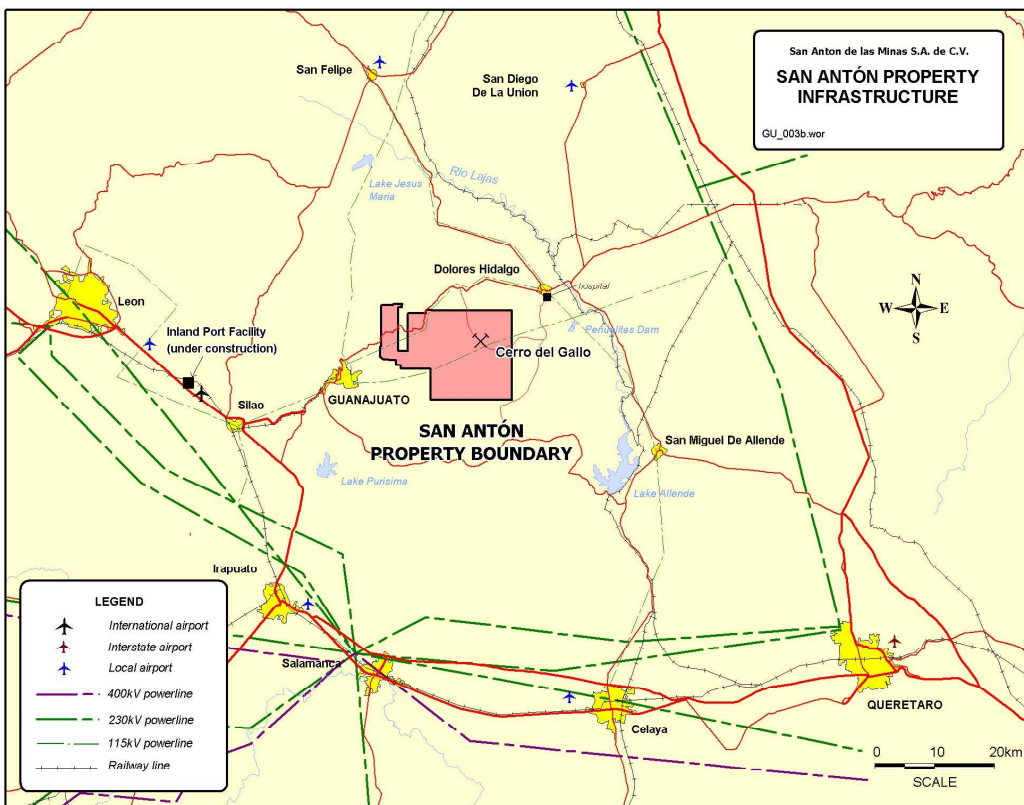 San Anton de las Minas S.A. de C.V.
SAN ANTÓN PROPERTY
INFRASTRUCTURE
GU_003b.wor
San Felipe
San Diego
De La Union
Lake Jesus
Maria
Rio Lajas
Dolores Hidalgo
hospital
Leon
Inland Port Facility
(under construction)
Peñuelitas Dam
Cerro del Gallo
N
W
E
S
GUANAJUATO
Silao
SAN ANTÓN
PROPERTY BOUNDARY
San Miguel De Allende
Lake Purisima
Lake Allende
Irapuato
Salamanca
Celaya
QUERETARO
LEGEND
International airport
Interstate airport
Local airport
400kV powerline
230kV powerline
115kV powerline
Railway line
0 10 20km
SCALE